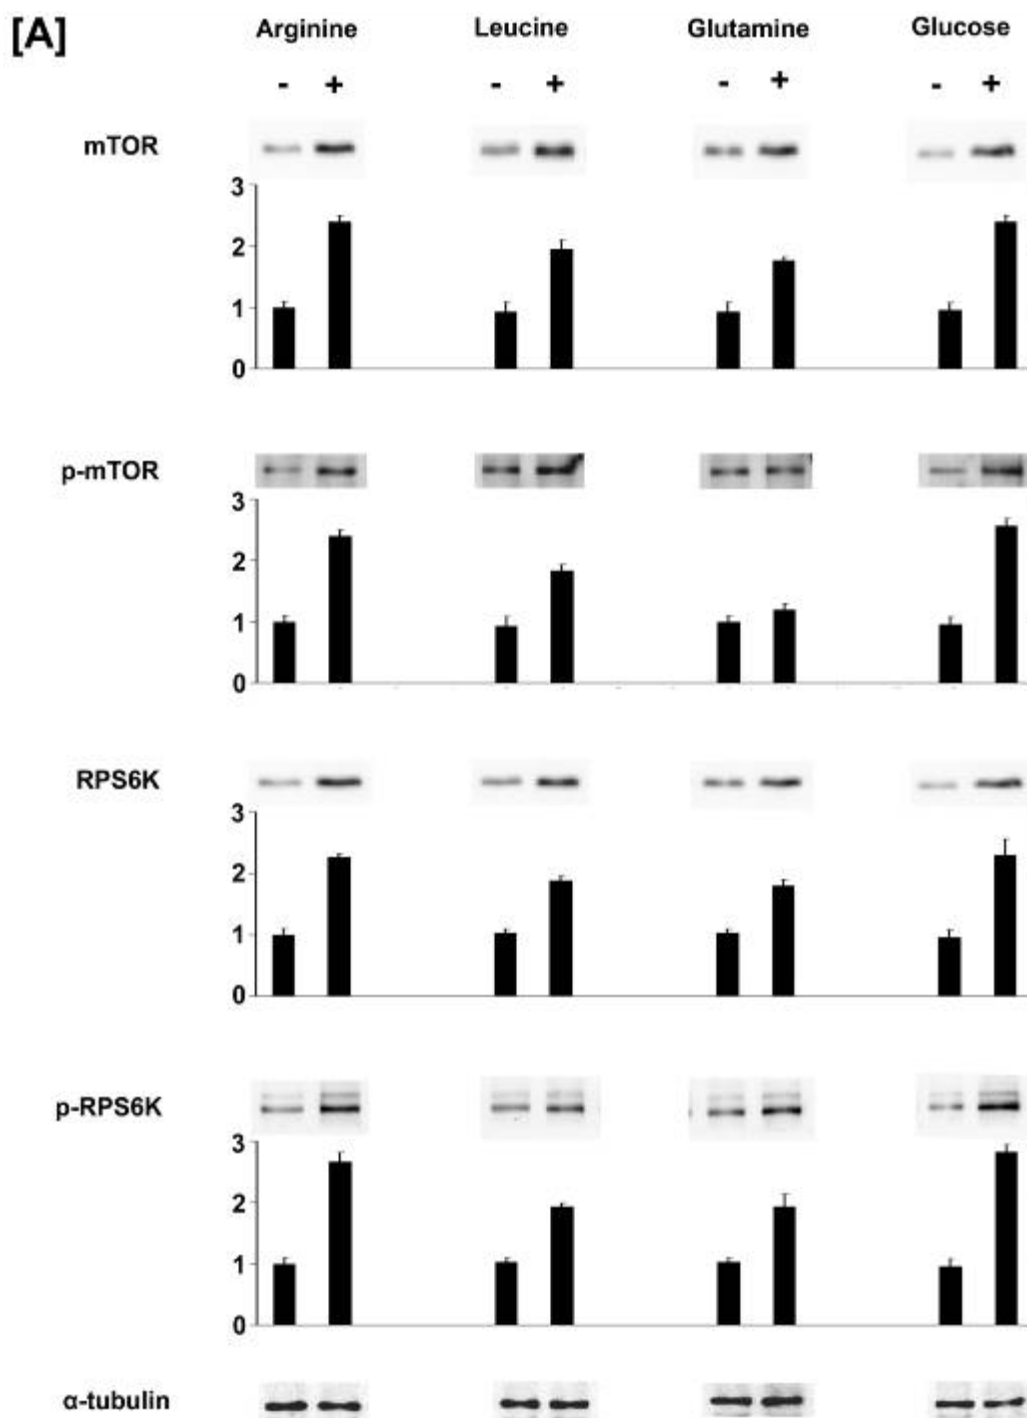 [A]
Arginine Leucine Glutamine Glucose
- + - + - + - +
mTOR
3
2
1
0
p-mTOR
3
2
1
0
RPS6K
3
2
1
0
p-RPS6K
3
2
1
0
α-tubulin